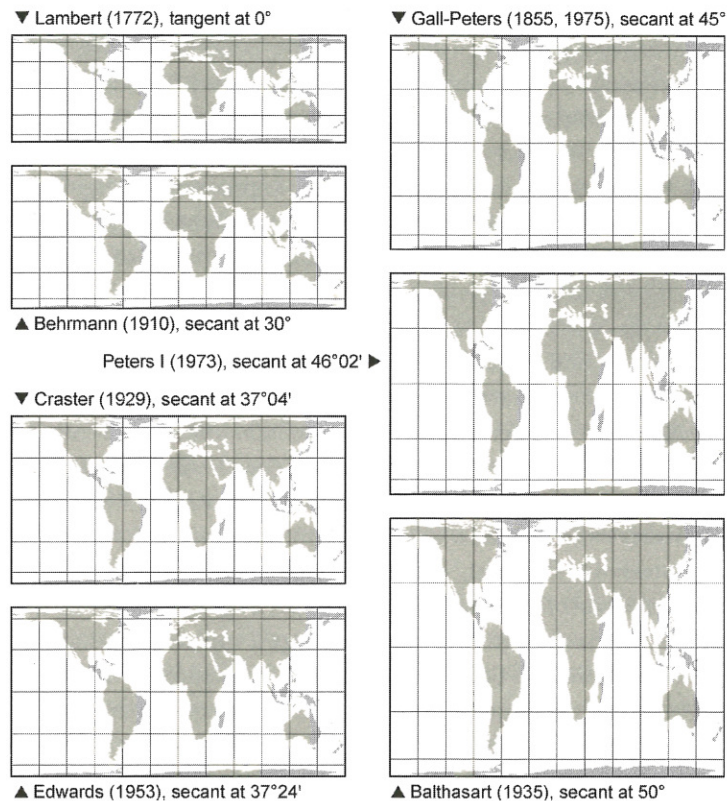 ▼ Lambert (1772), tangent at 0°
▲ Behrmann (1910), secant at 30°
Peters I (1973), secant at 46°02' ▶
▼ Craster (1929), secant at 37°04'
▲ Edwards (1953), secant at 37°24'
▼ Gall-Peters (1855, 1975), secant at 45°
▲ Balthasart (1935), secant at 50°